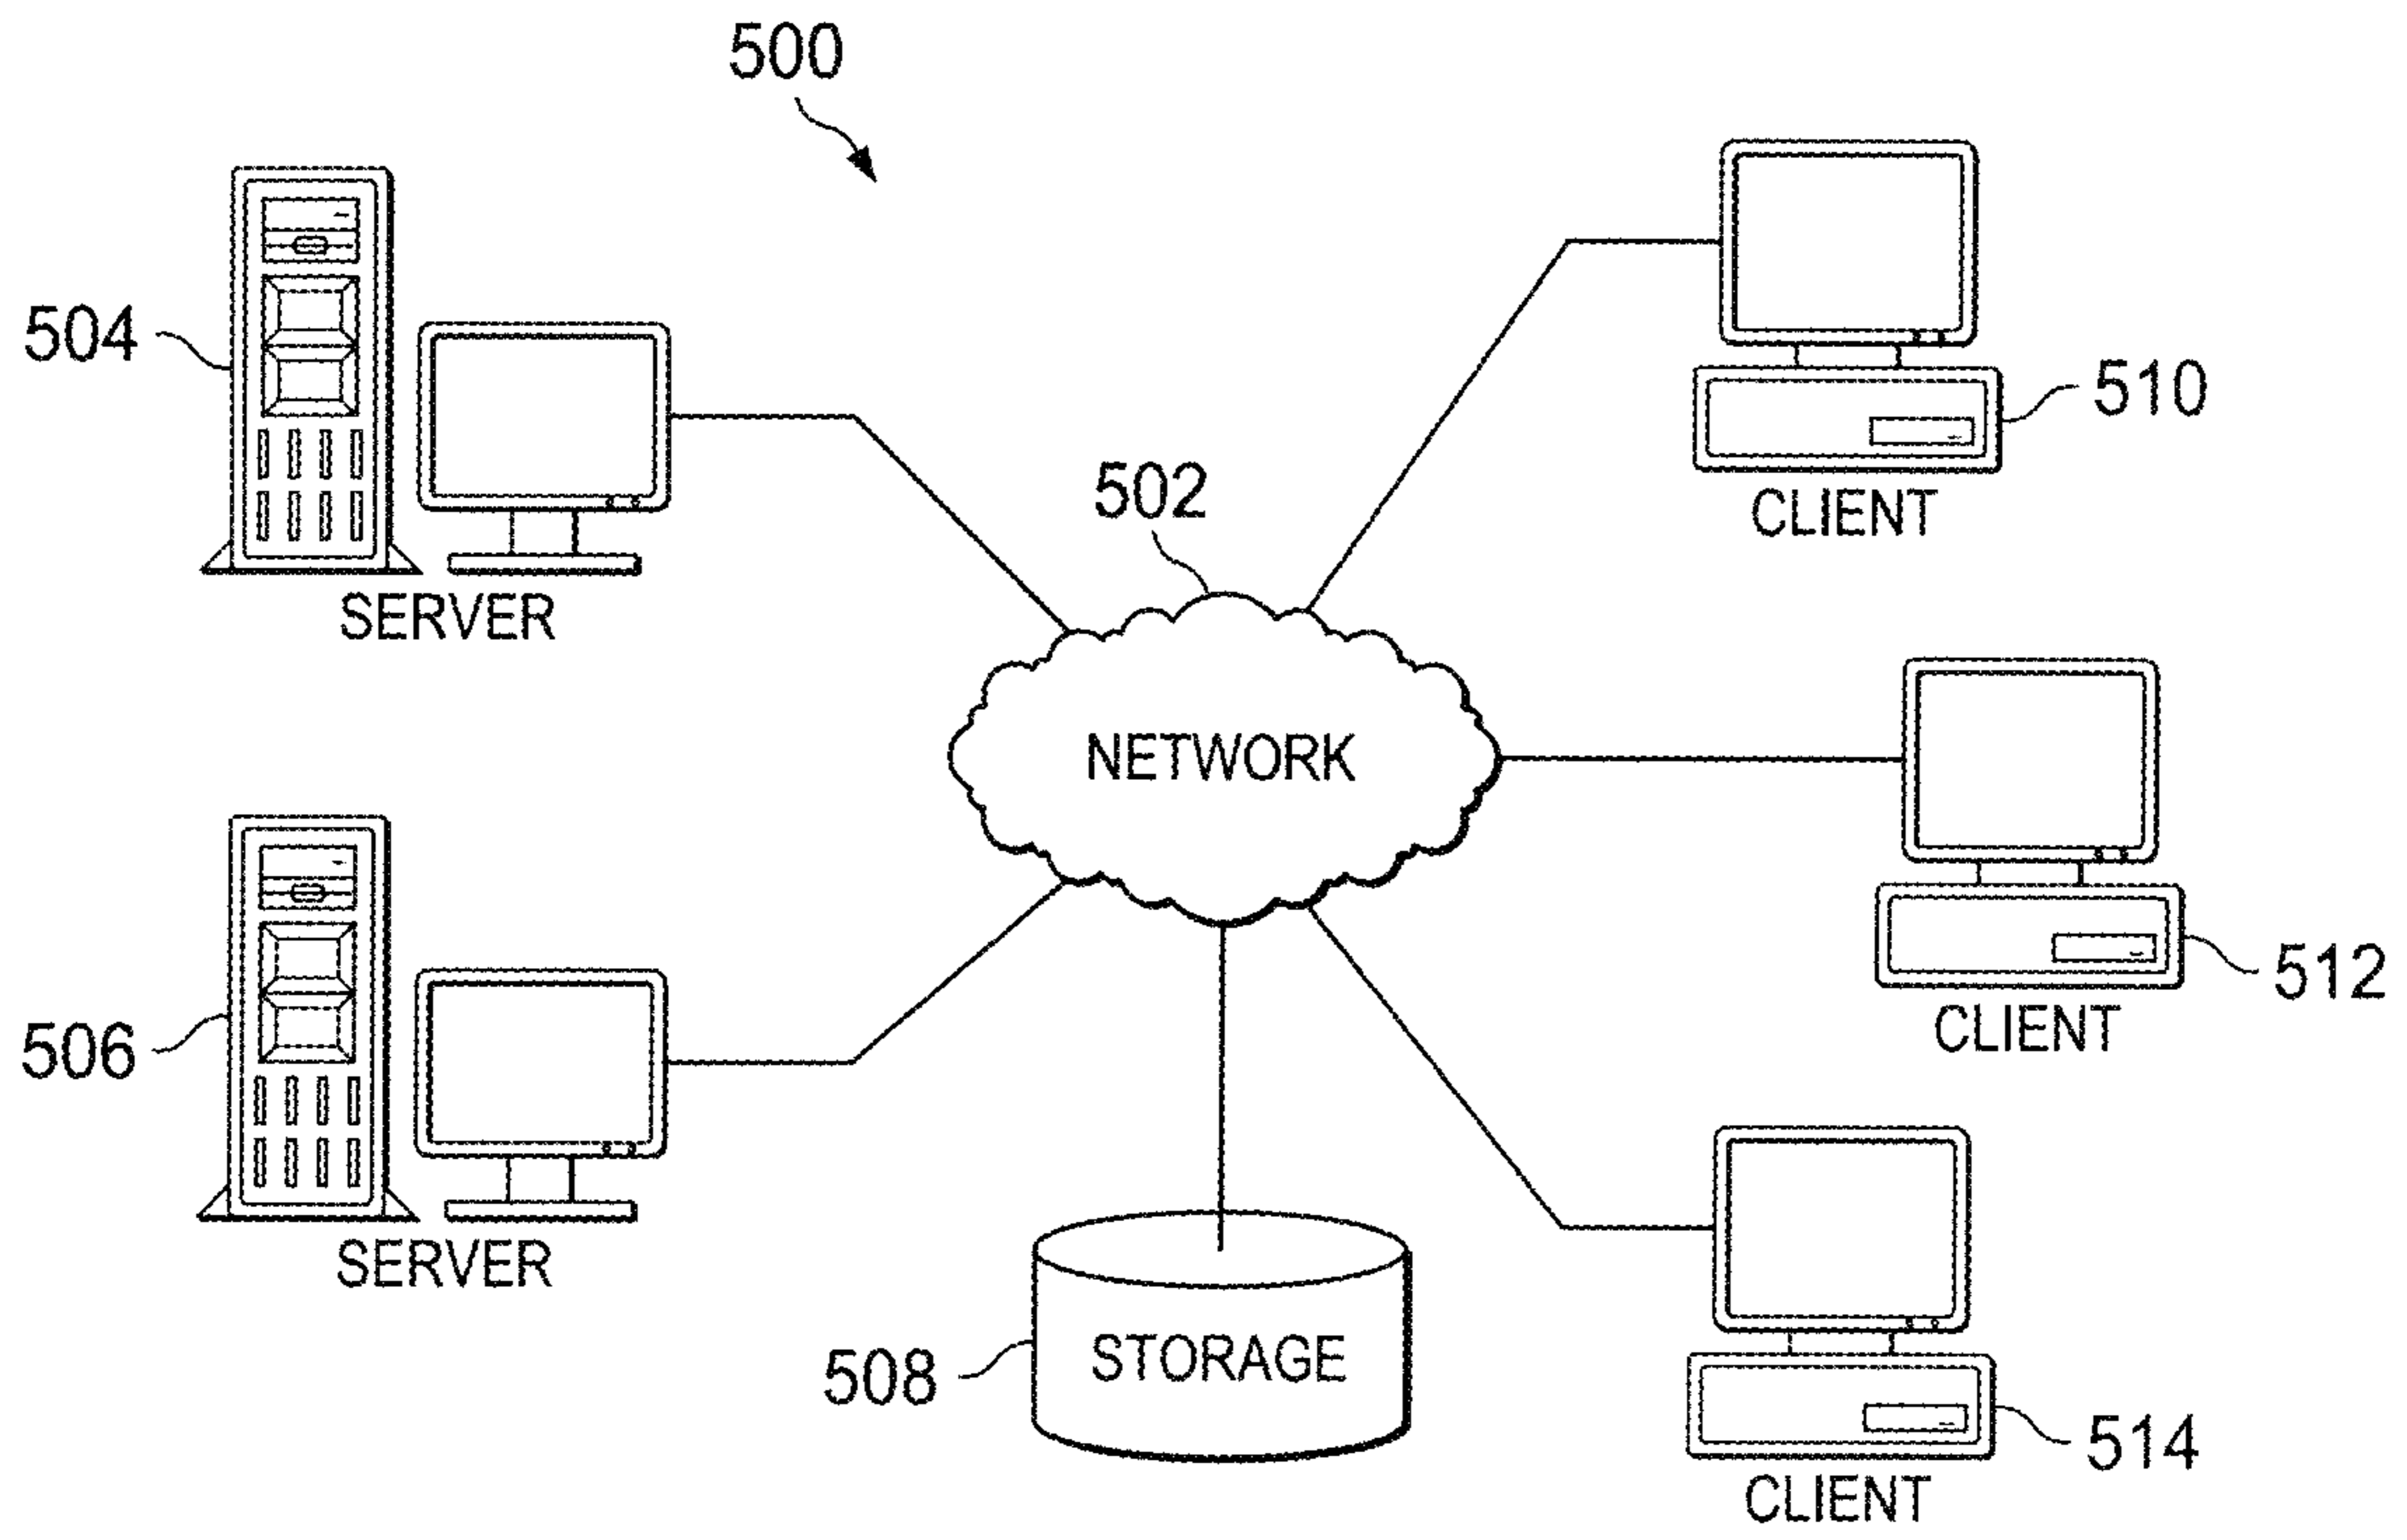 500
504
SERVER
510
CLIENT
502
NETWORK
512
CLIENT
506
SERVER
508
STORAGE
514
CLIENT